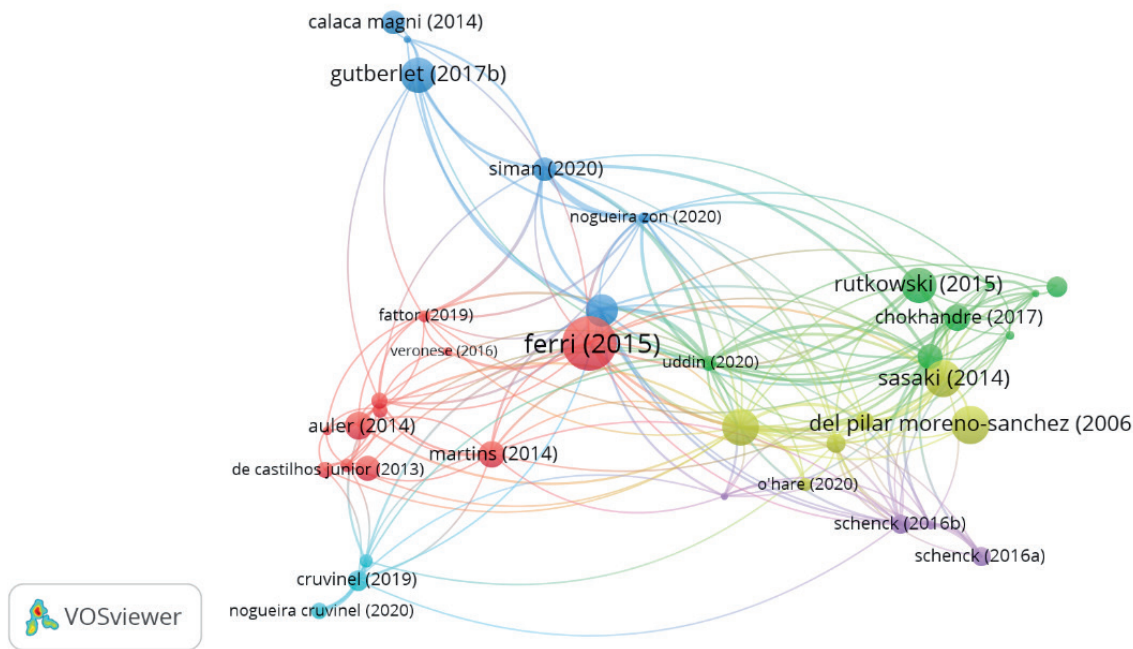 calaca magni (2014)
gutberlet (2017b)
siman (2020)
nogueira zon (2020)
rutkowski (2015)
fattor (2019)
chokhandre (2017)
ferri (2015)
veronese (2016)
uddin (2020)
sasaki (2014)
auler (2014)
del pilar moreno-sanchez (2006
martins (2014)
de castilhos junior (2013)
o'hare (2020)
schenck (2016b)
schenck (2016a)
cruvinel (2019)
nogueira cruvinel (2020)
VOSviewer